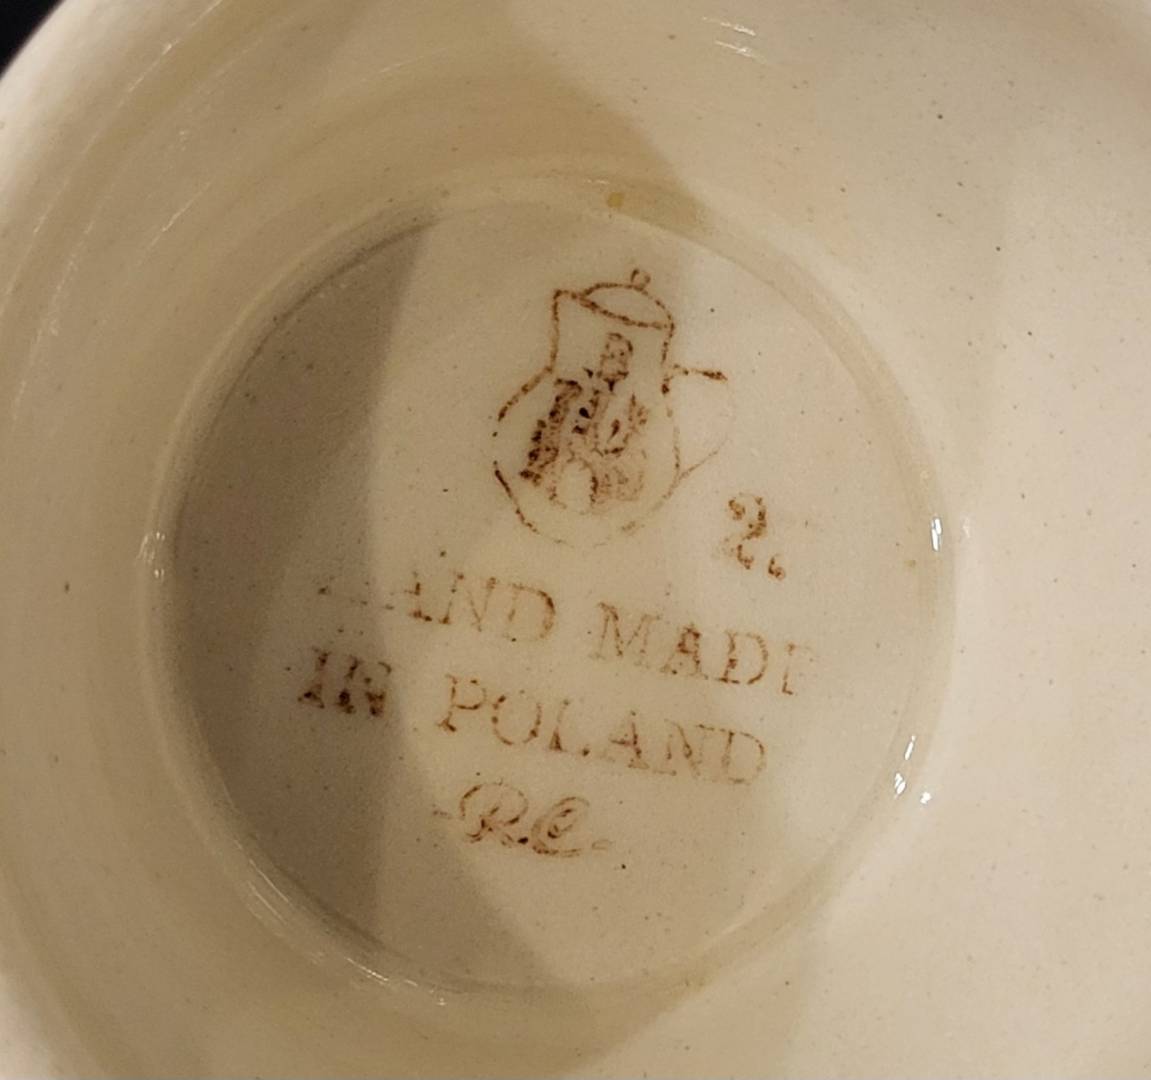 2.
HAND MADE
IN POLAND
-R.C.-